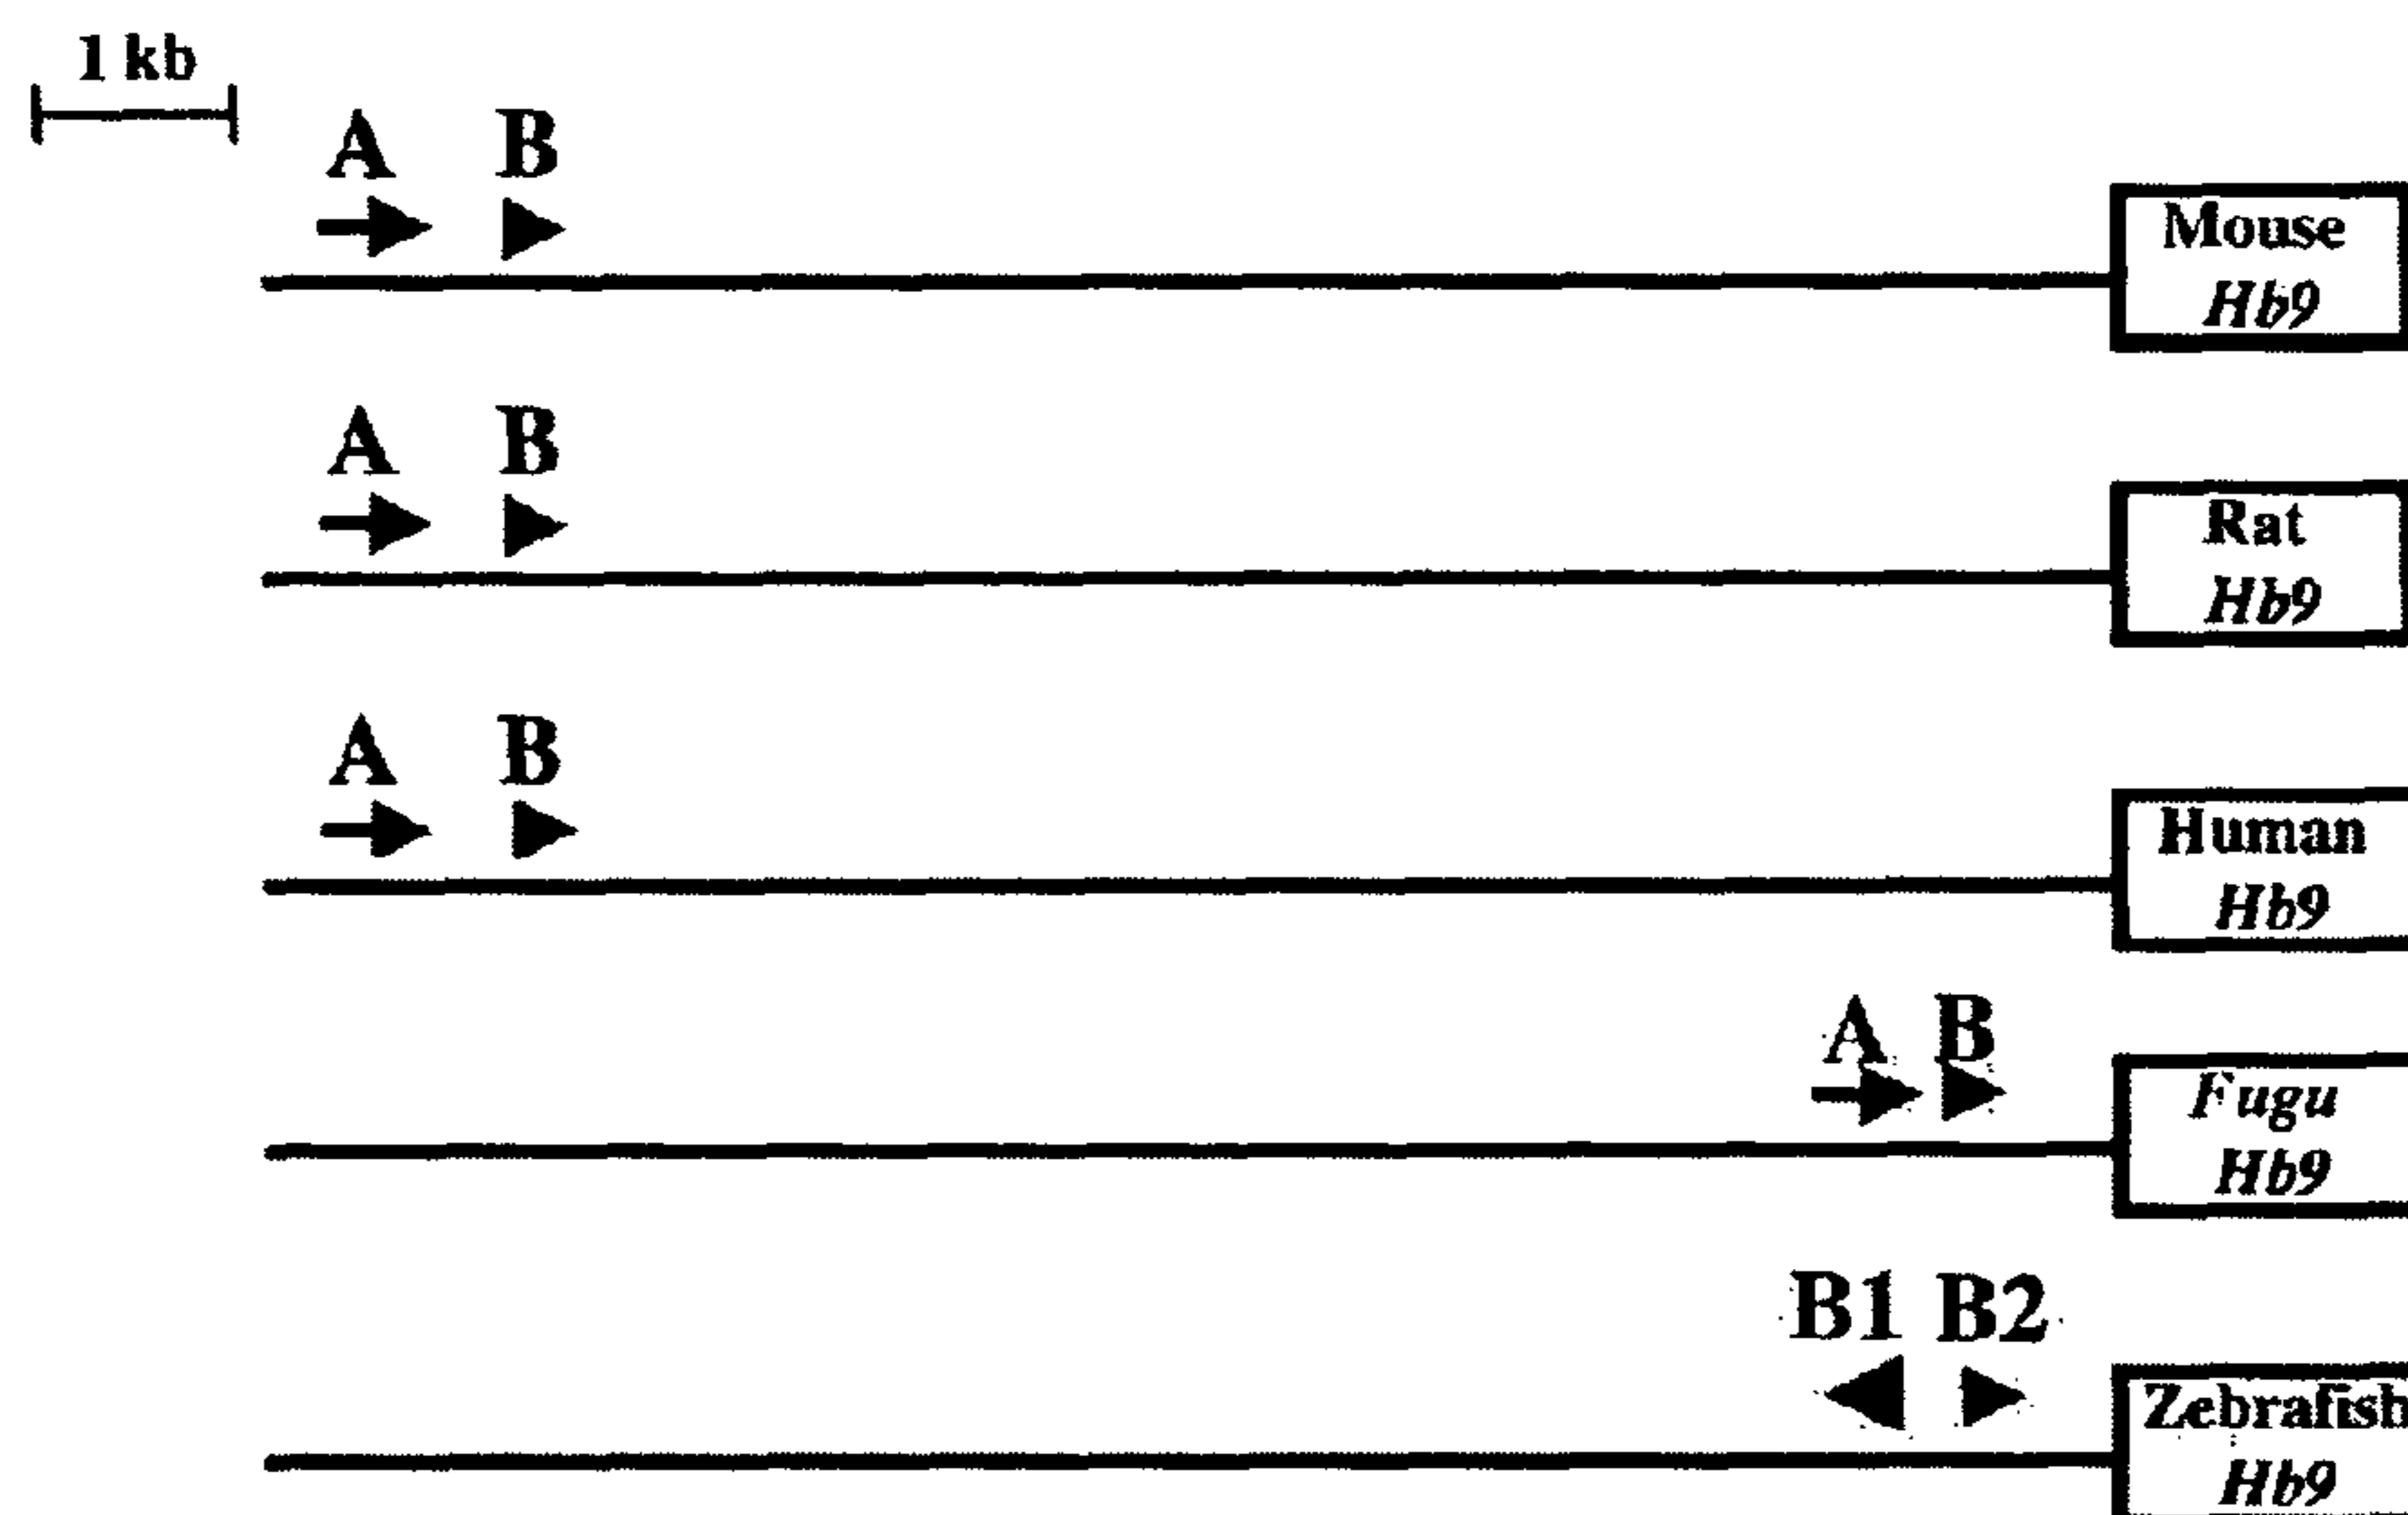 1 kb
A B
Mouse
Hb9
A B
Rat
Hb9
A B
Human
Hb9
A B
Fugu
Hb9
B1 B2
Zebrafish
Hb9